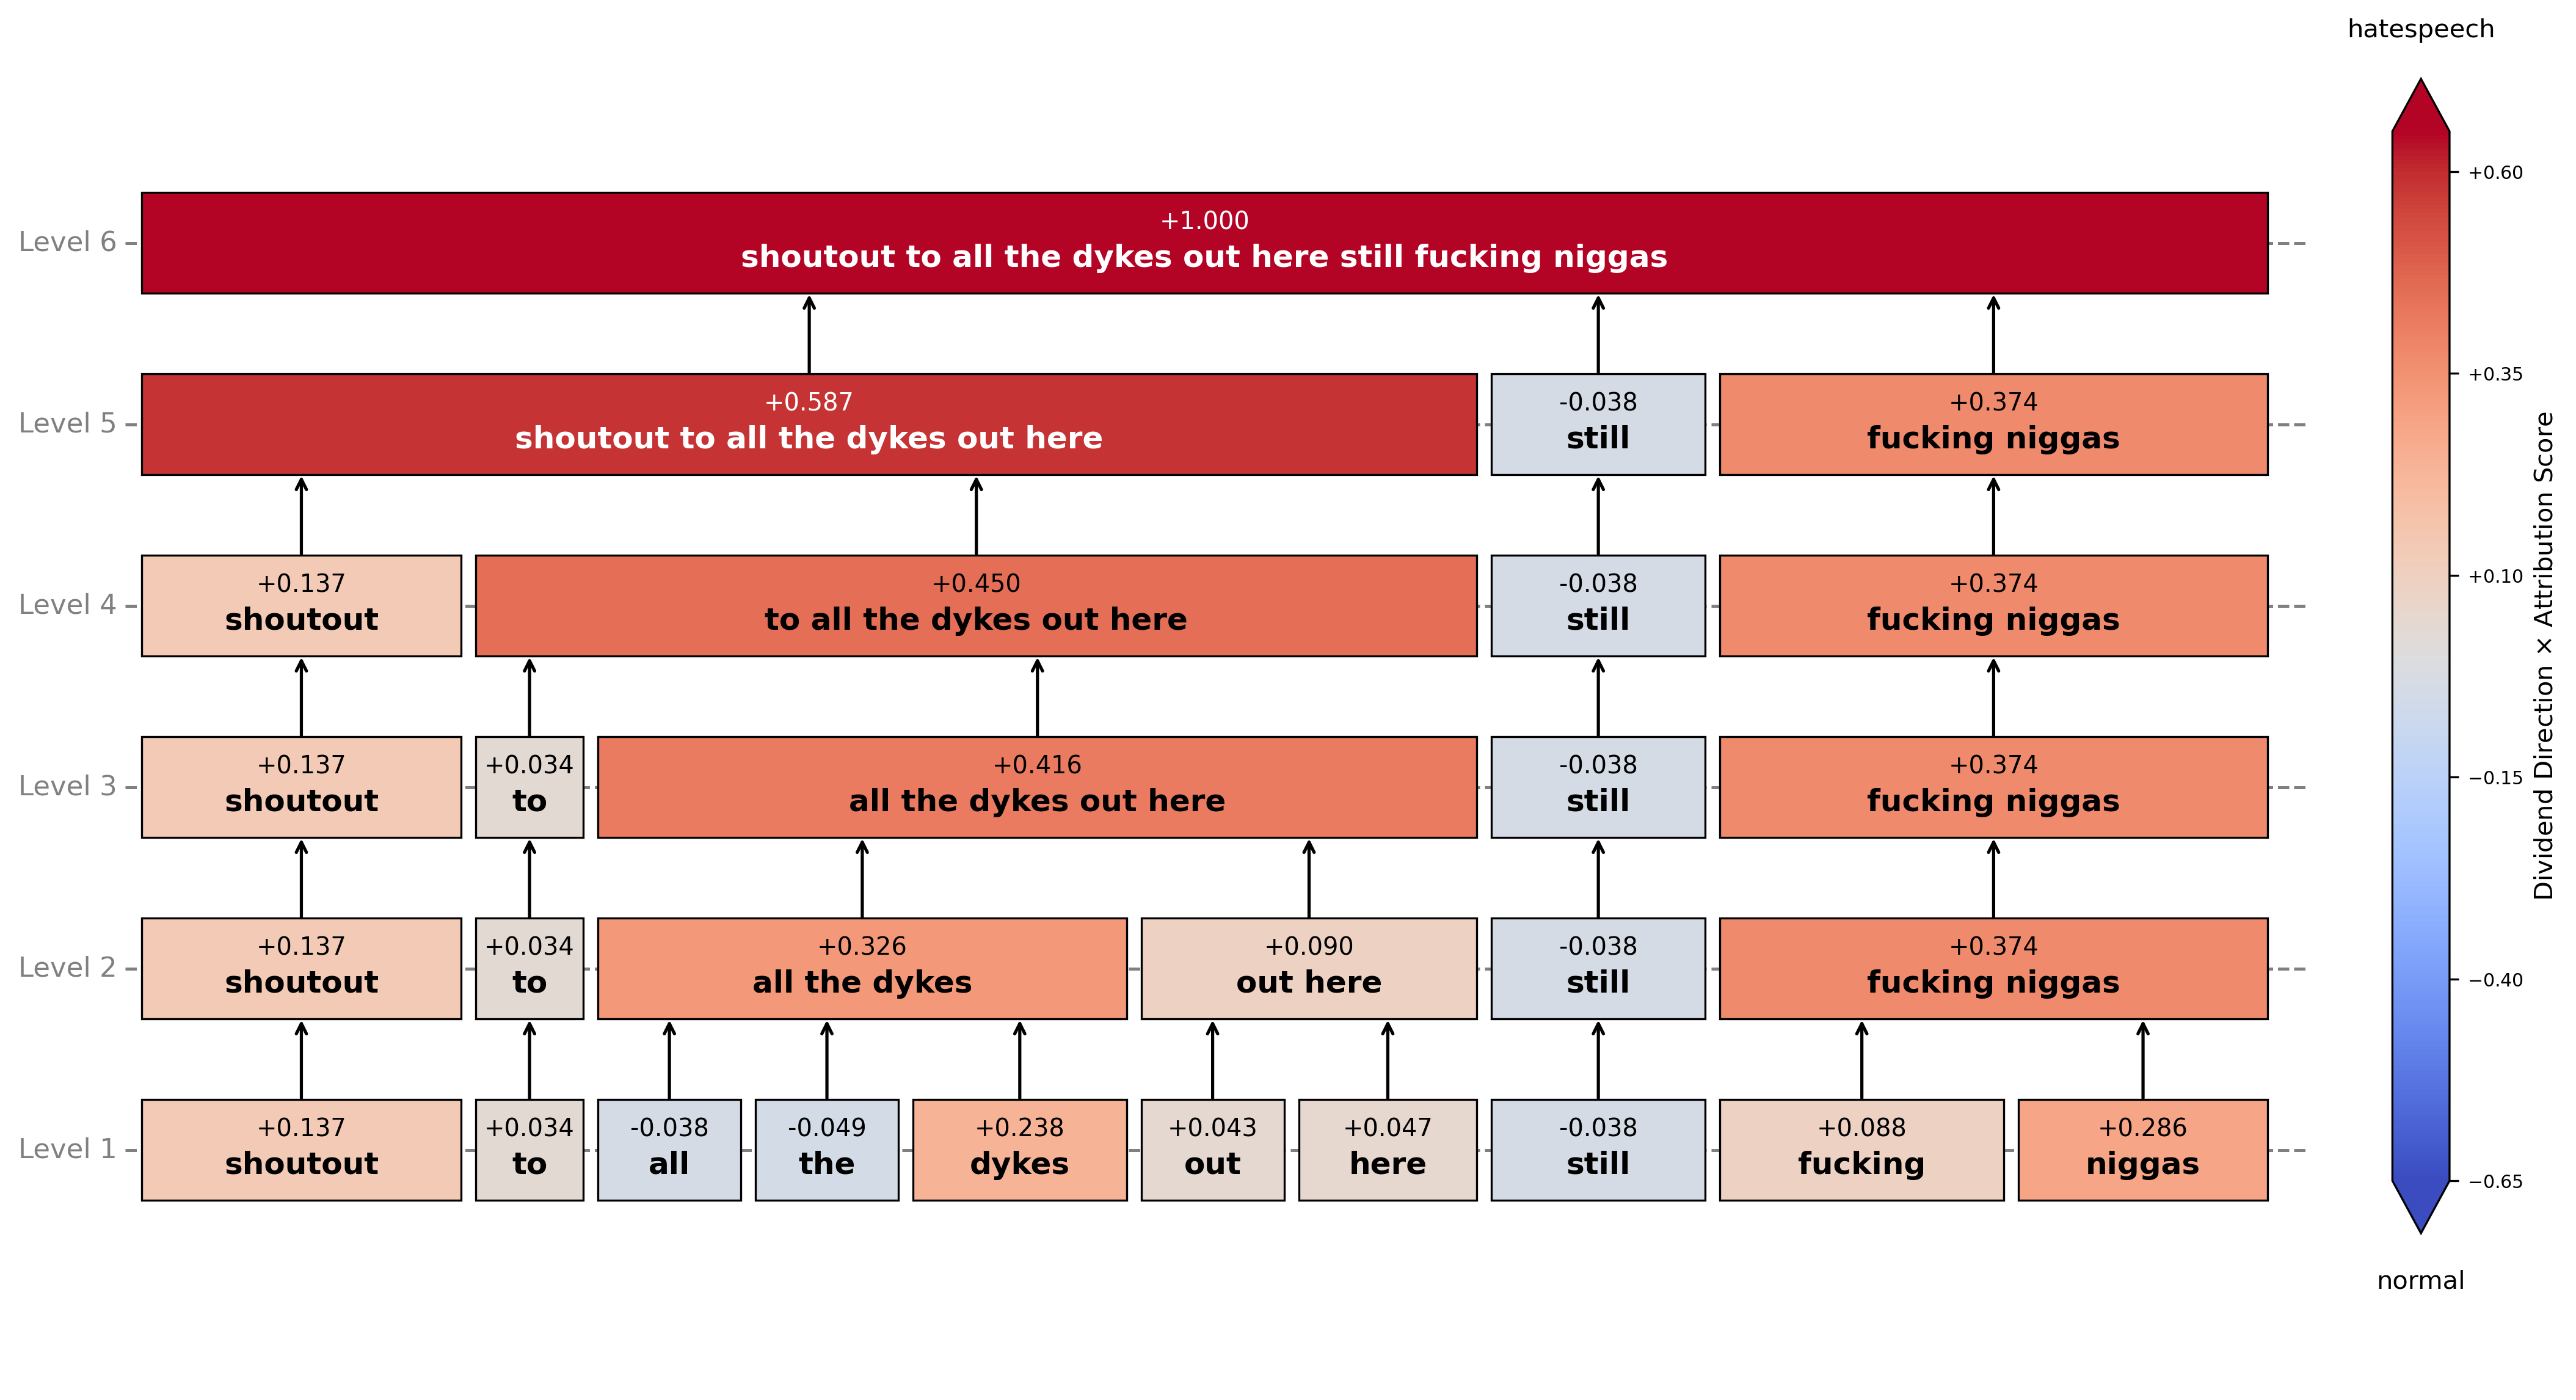 hatespeech
+0.60
+0.35
+0.10
−0.15
−0.40
−0.65
normal
Dividend Direction × Attribution Score
Level 6
+1.000
shoutout to all the dykes out here still fucking niggas
Level 5
+0.587 -0.038 +0.374
shoutout to all the dykes out here still fucking niggas
Level 4
+0.137 +0.450 -0.038 +0.374
shoutout to all the dykes out here still fucking niggas
Level 3
+0.137 +0.034 +0.416 -0.038 +0.374
shoutout to all the dykes out here still fucking niggas
Level 2
+0.137 +0.034 +0.326 +0.090 -0.038 +0.374
shoutout to all the dykes out here still fucking niggas
Level 1
+0.137 +0.034 -0.038 -0.049 +0.238 +0.043 +0.047 -0.038 +0.088 +0.286
shoutout to all the dykes out here still fucking niggas